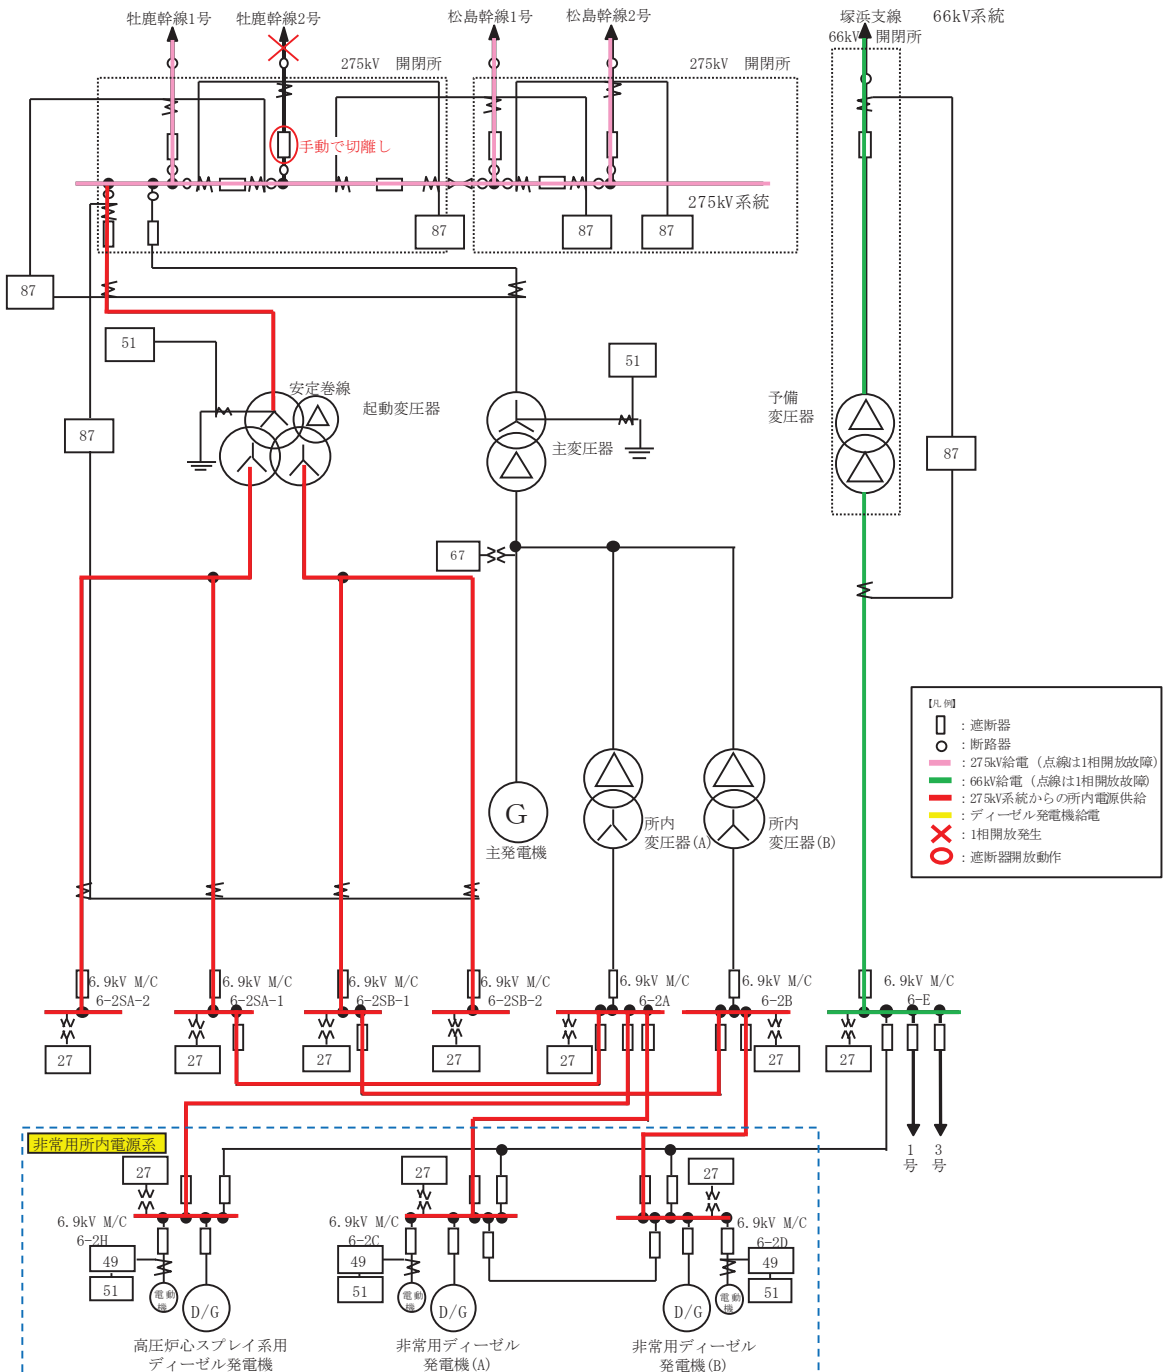 牡鹿幹線1号
牡鹿幹線2号
松島幹線1号
松島幹線2号
塚浜支線
66kV系統
66kV 開閉所
275kV 開閉所
275kV 開閉所
手動で切離し
275kV系統
87
87
87
87
51
51
安定巻線
起動変圧器
予備
変圧器
主変圧器
87
87
67
G
主発電機
所内
変圧器(A)
所内
変圧器(B)
【凡例】
：遮断器
：断路器
：275kV給電（点線は1相開放故障）
：66kV給電（点線は1相開放故障）
：275kV系統からの所内電源供給
：ディーゼル発電機給電
：1相開放発生
：遮断器開放動作
6.9kV M/C
6-2SA-2
6.9kV M/C
6-2SA-1
6.9kV M/C
6-2SB-1
6.9kV M/C
6-2SB-2
6.9kV M/C
6-2A
6.9kV M/C
6-2B
6.9kV M/C
6-E
27
27
27
27
27
27
27
非常用所内電源系
1
号
3
号
27
27
27
6.9kV M/C
6-2H
6.9kV M/C
6-2C
6.9kV M/C
6-2D
49
51
49
51
49
51
電動
機
D/G
電動
機
D/G
D/G
電動
機
高圧炉心スプレイ系用
ディーゼル発電機
非常用ディーゼル
発電機(A)
非常用ディーゼル
発電機(B)